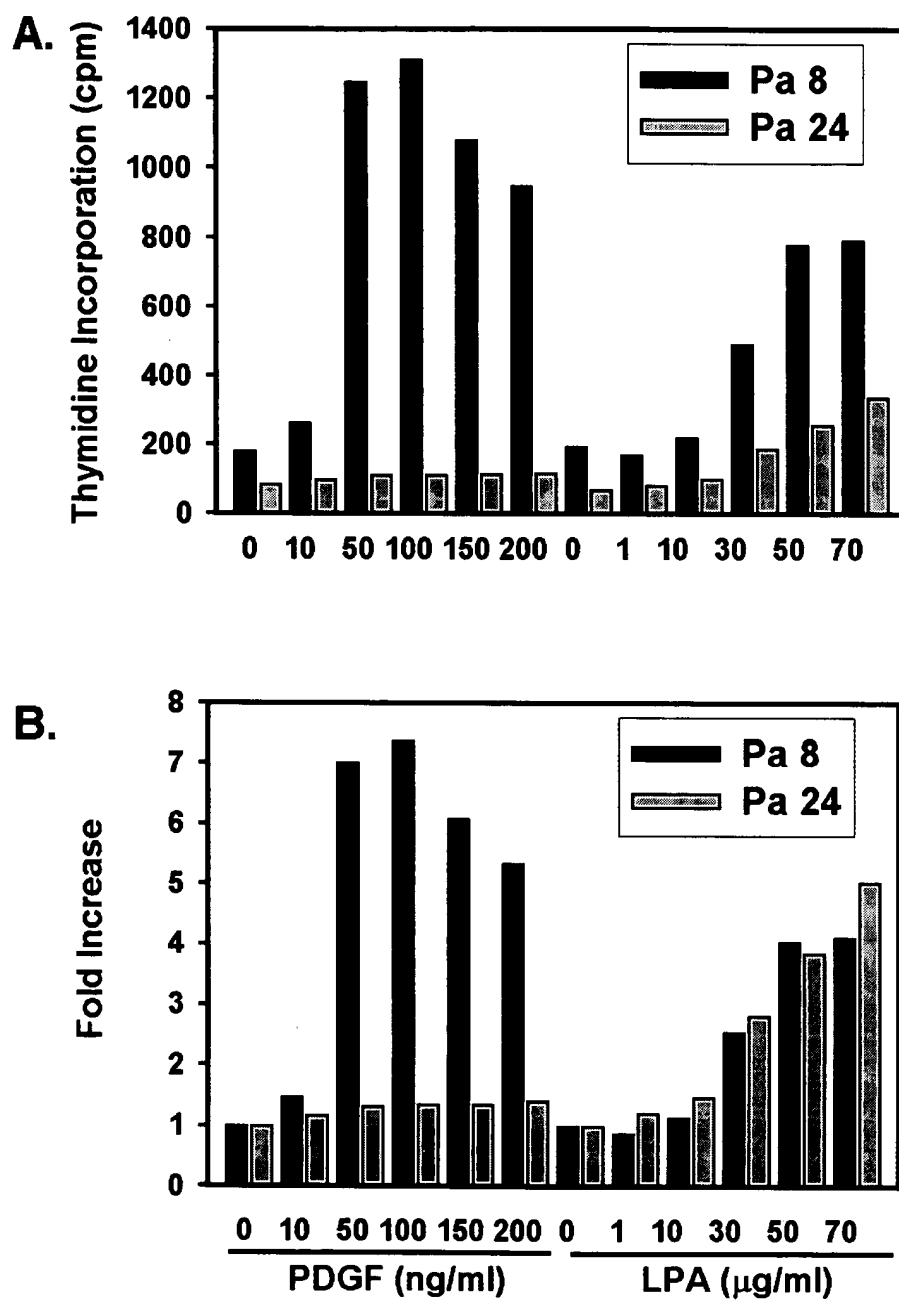 A.
Thymidine Incorporation (cpm)
1400
1200
1000
800
600
400
200
0
Pa 8
Pa 24
0 10 50 100 150 200 0 1 10 30 50 70
B.
Fold Increase
8
7
6
5
4
3
2
1
0
Pa 8
Pa 24
0 10 50 100 150 200 0 1 10 30 50 70
PDGF (ng/ml) LPA (μg/ml)